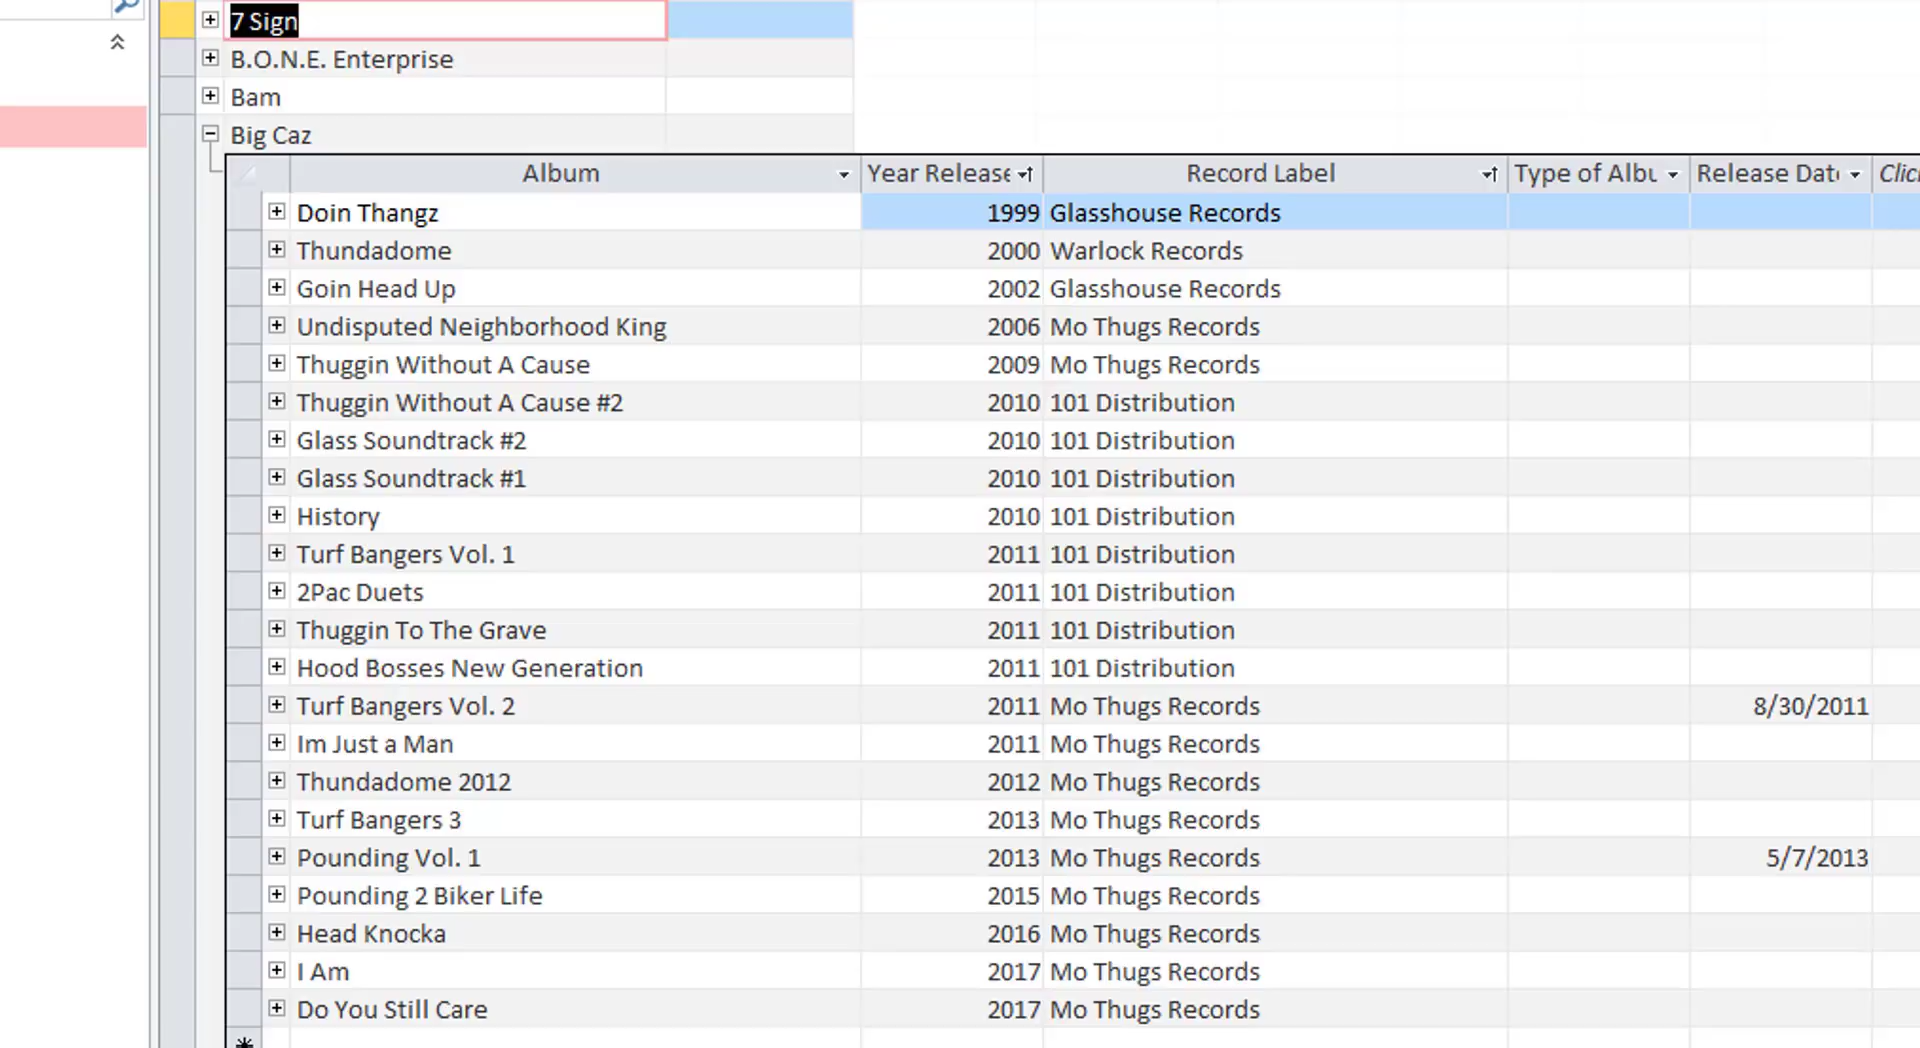 7 Sign
B.O.N.E. Enterprise
Bam
Big Caz
Album Year Release Record Label Type of Albu Release Dat Clic
Doin Thangz 1999 Glasshouse Records
Thundadome 2000 Warlock Records
Goin Head Up 2002 Glasshouse Records
Undisputed Neighborhood King 2006 Mo Thugs Records
Thuggin Without A Cause 2009 Mo Thugs Records
Thuggin Without A Cause #2 2010 101 Distribution
Glass Soundtrack #2 2010 101 Distribution
Glass Soundtrack #1 2010 101 Distribution
History 2010 101 Distribution
Turf Bangers Vol. 1 2011 101 Distribution
2Pac Duets 2011 101 Distribution
Thuggin To The Grave 2011 101 Distribution
Hood Bosses New Generation 2011 101 Distribution
Turf Bangers Vol. 2 2011 Mo Thugs Records 8/30/2011
Im Just a Man 2011 Mo Thugs Records
Thundadome 2012 2012 Mo Thugs Records
Turf Bangers 3 2013 Mo Thugs Records
Pounding Vol. 1 2013 Mo Thugs Records 5/7/2013
Pounding 2 Biker Life 2015 Mo Thugs Records
Head Knocka 2016 Mo Thugs Records
I Am 2017 Mo Thugs Records
Do You Still Care 2017 Mo Thugs Records